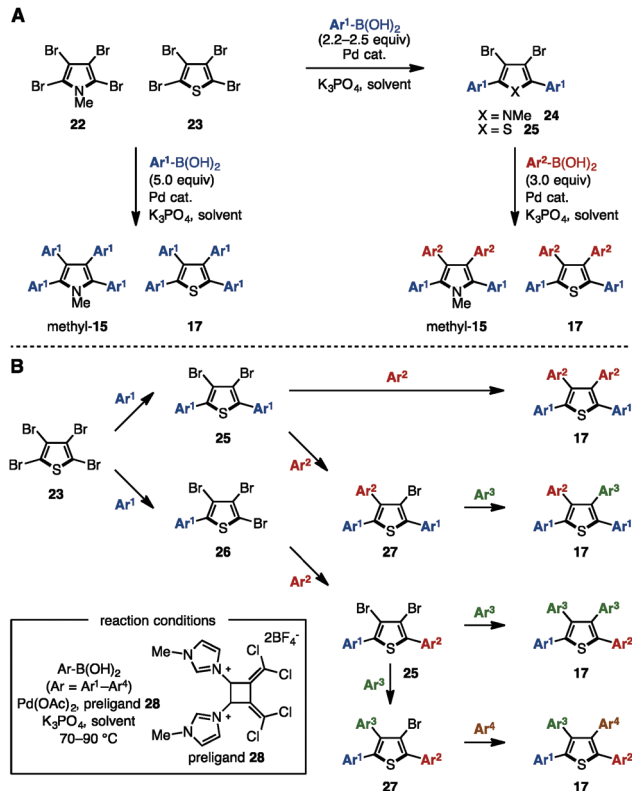 A
Br Br Br Br
Br Br N Br Br S Br
Me
22 23
Ar¹-B(OH)₂
(2.2–2.5 equiv)
Pd cat.
K₃PO₄, solvent
Br Br
Ar¹ X Ar¹
X = NMe 24
X = S 25
Ar¹-B(OH)₂
(5.0 equiv)
Pd cat.
K₃PO₄, solvent
Ar²-B(OH)₂
(3.0 equiv)
Pd cat.
K₃PO₄, solvent
Ar¹ Ar¹ Ar¹ Ar¹
Ar¹ N Ar¹ Ar¹ S Ar¹
Me
methyl-15 17
Ar² Ar² Ar² Ar²
Ar¹ N Ar¹ Ar¹ S Ar¹
Me
methyl-15 17
B
Br Br
Br S Br
23
Ar¹
Br Br
Ar¹ S Ar¹
25
Ar²
Ar² Ar²
Ar¹ S Ar¹
17
Ar¹
Br Br
Ar¹ S Br
26
Ar²
Ar² Br
Ar¹ S Ar¹
27
Ar³
Ar² Ar³
Ar¹ S Ar¹
17
Ar²
Br Br
Ar¹ S Ar²
25
Ar³
Ar³ Ar³
Ar¹ S Ar²
17
Ar³
Ar³ Br
Ar¹ S Ar²
27
Ar⁴
Ar³ Ar⁴
Ar¹ S Ar²
17
reaction conditions
Ar-B(OH)₂
(Ar = Ar¹–Ar⁴)
Pd(OAc)₂, preligand 28
K₃PO₄, solvent
70–90 °C
2BF₄⁻
Me N N + Cl Cl
Me N N + Cl Cl
preligand 28